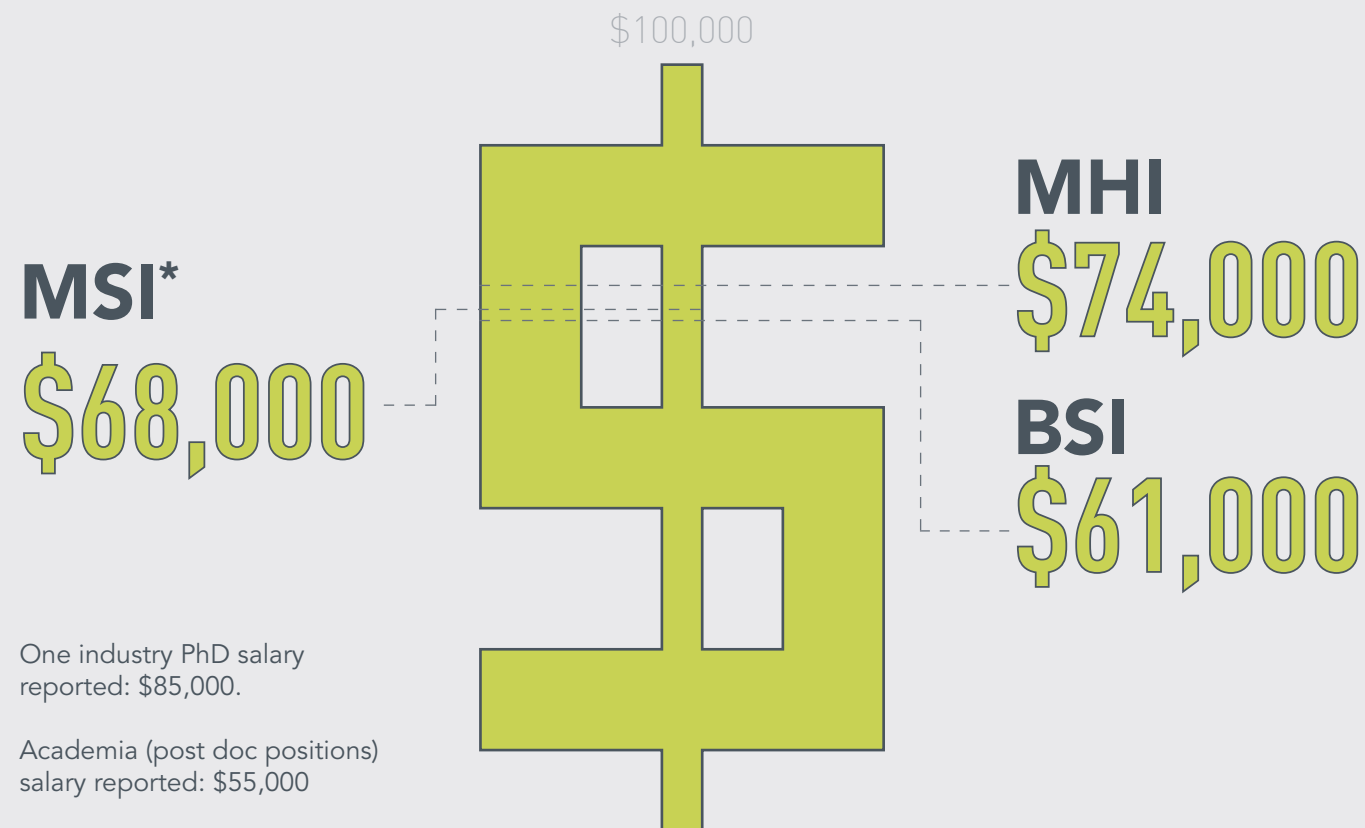 $100,000
MSI*
$68,000
MHI
$74,000
BSI
$61,000
One industry PhD salary
reported: $85,000.
Academia (post doc positions)
salary reported: $55,000